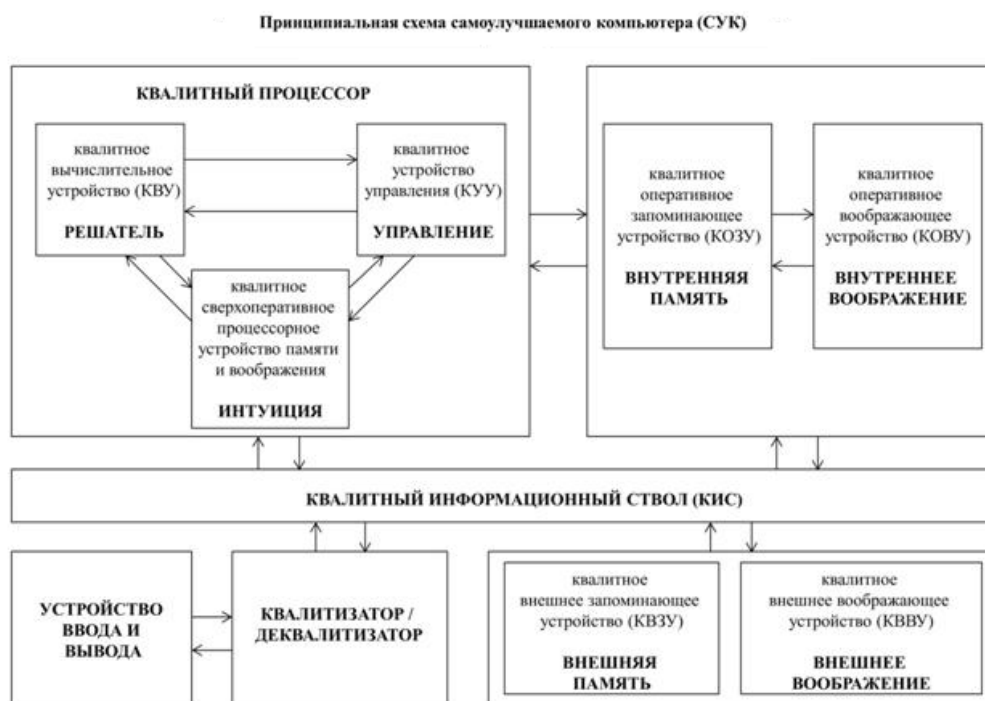 Принципиальная схема самоулучшаемого компьютера (СУК)
КВАЛИТНЫЙ ПРОЦЕССОР
квалитное
вычислительное
устройство (КВУ)
РЕШАТЕЛЬ
квалитное
устройство
управления (КУУ)
УПРАВЛЕНИЕ
квалитное
сверхоперативное
процессорное
устройство памяти
и воображения
ИНТУИЦИЯ
квалитное
оперативное
запоминающее
устройство (КОЗУ)
ВНУТРЕННЯЯ
ПАМЯТЬ
квалитное
оперативное
воображающее
устройство (КОВУ)
ВНУТРЕННЕЕ
ВООБРАЖЕНИЕ
КВАЛИТНЫЙ ИНФОРМАЦИОННЫЙ СТВОЛ (КИС)
УСТРОЙСТВО
ВВОДА И
ВЫВОДА
КВАЛИТИЗАТОР /
ДЕКВАЛИТИЗАТОР
квалитное
внешнее запоминающее
устройство (КВЗУ)
ВНЕШНЯЯ
ПАМЯТЬ
квалитное
внешнее воображающее
устройство (КВВУ)
ВНЕШНЕЕ
ВООБРАЖЕНИЕ